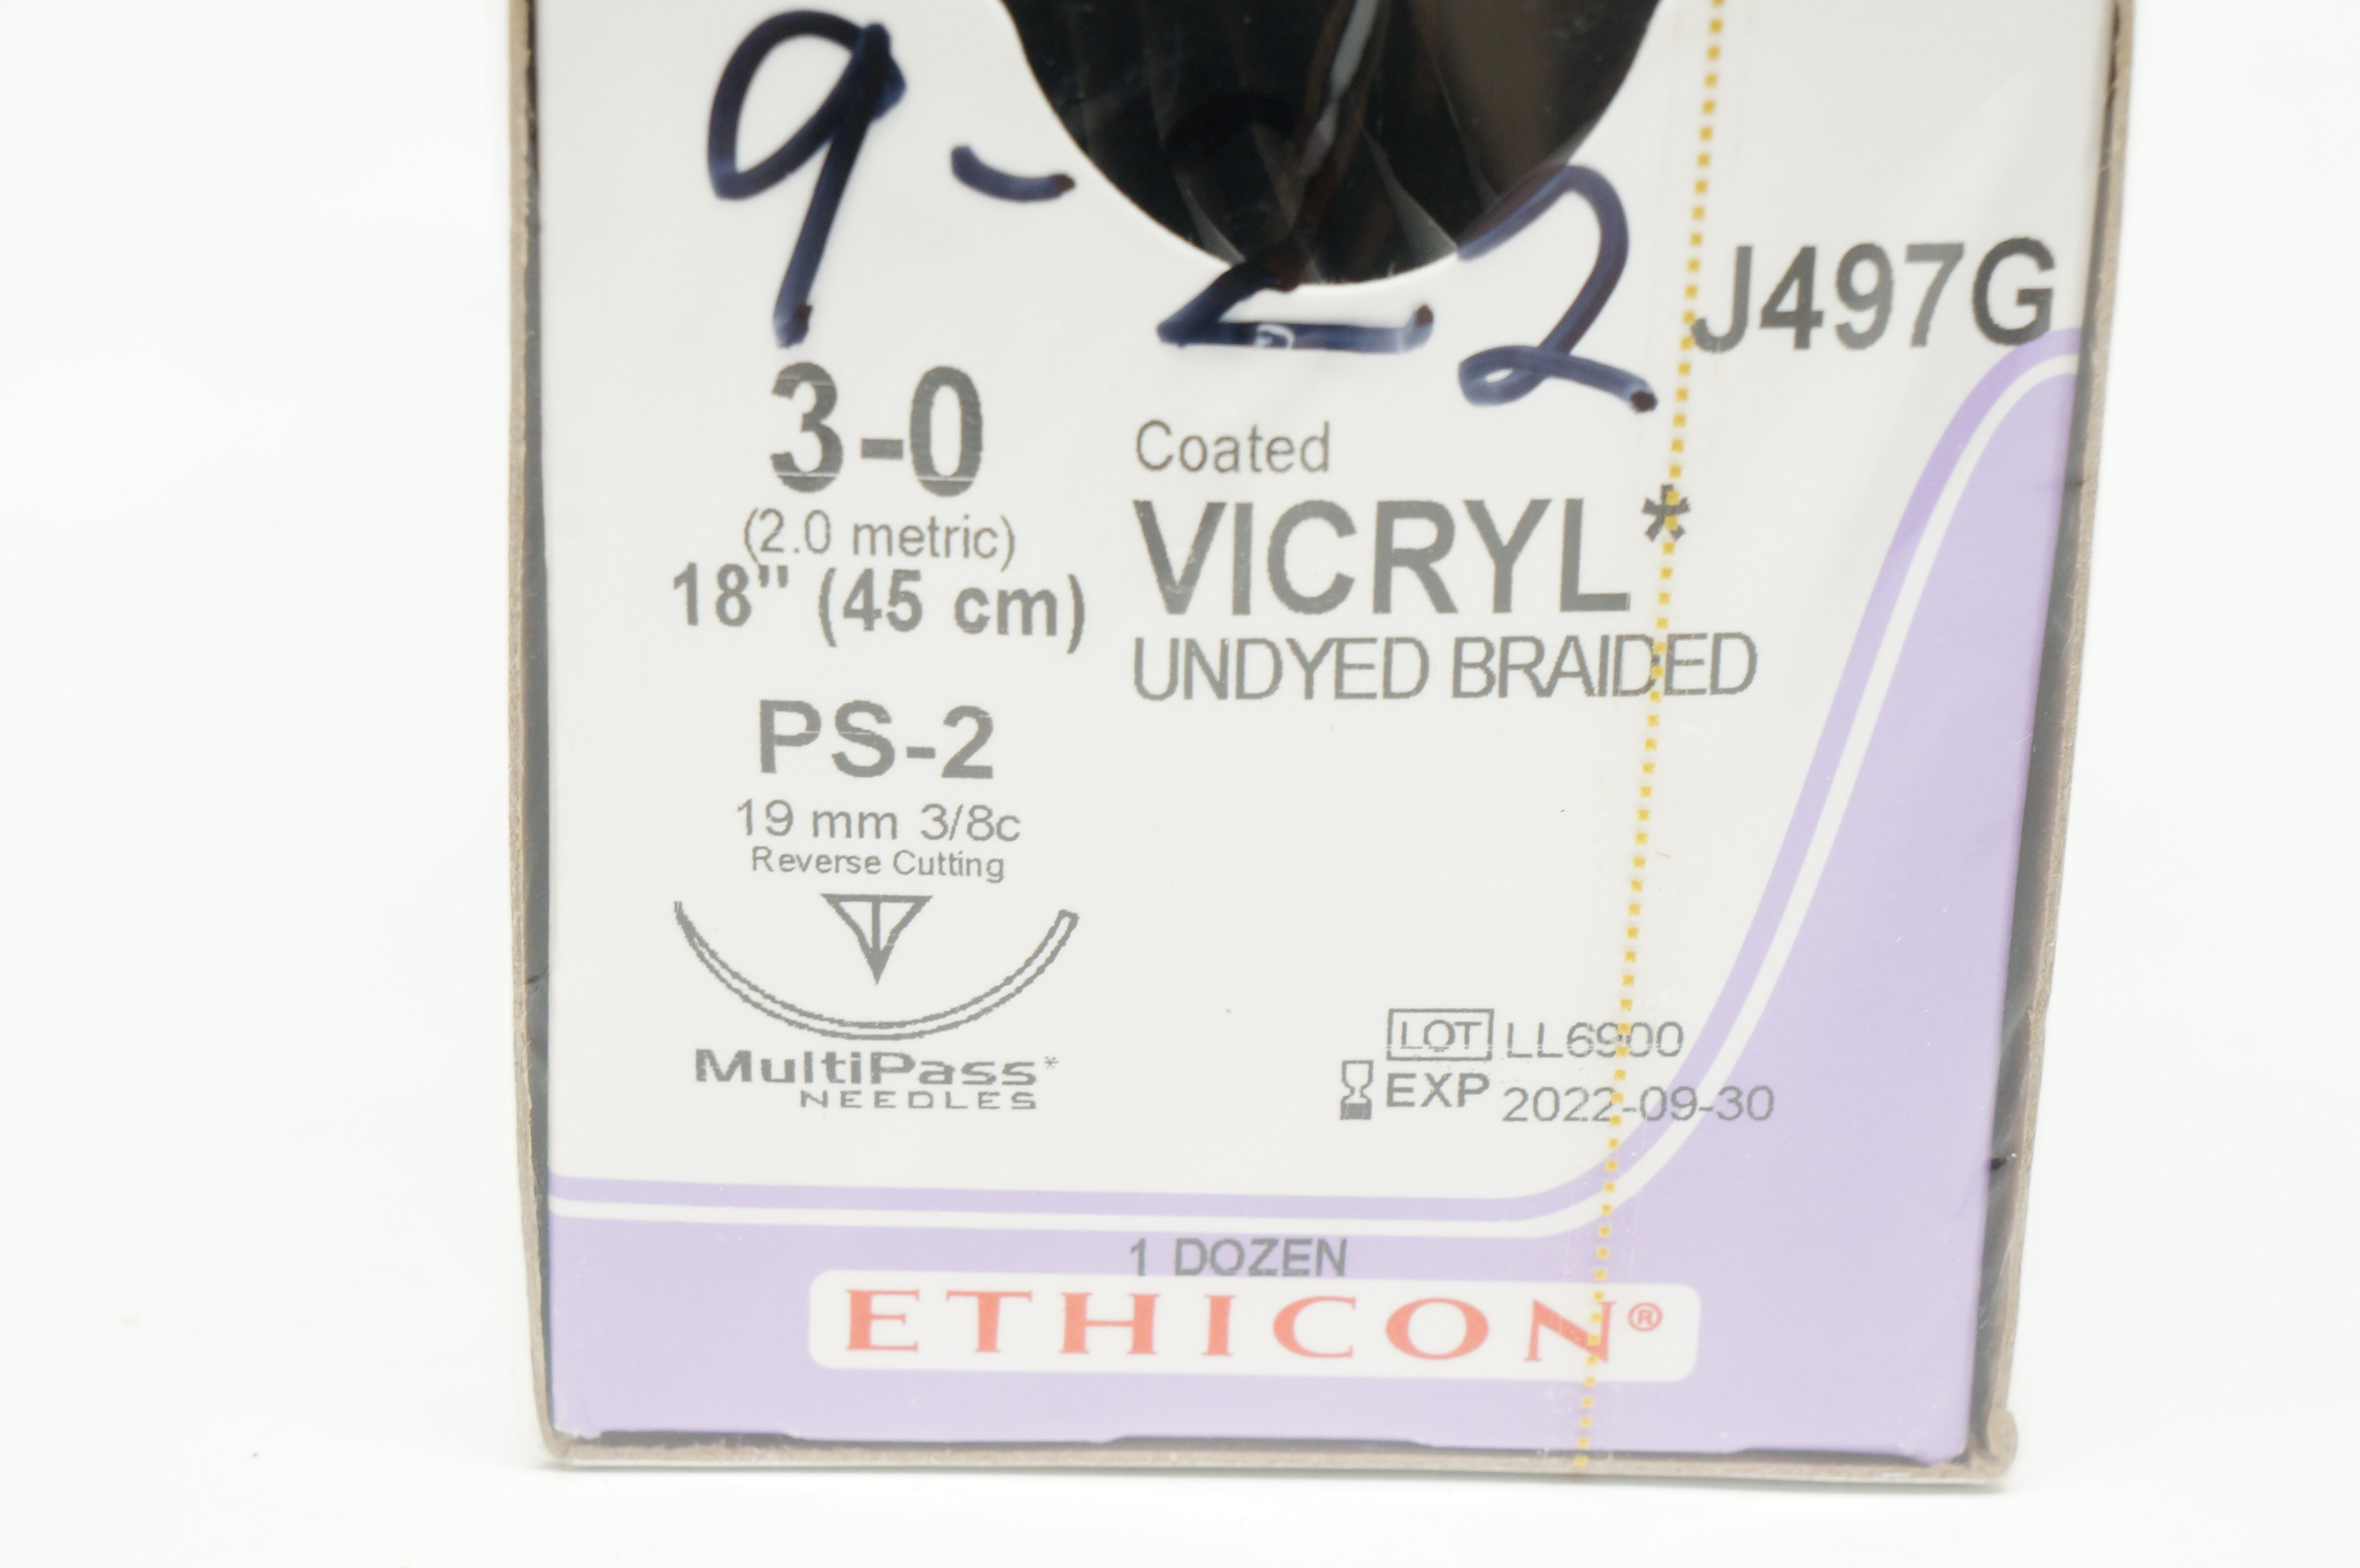 9-22
J497G
3-0
(2.0 metric)
18" (45 cm)
Coated
VICRYL*
UNDYED BRAIDED
PS-2
19 mm 3/8c
Reverse Cutting
MultiPass*
NEEDLES
LOT LL6900
EXP 2022-09-30
1 DOZEN
ETHICON®